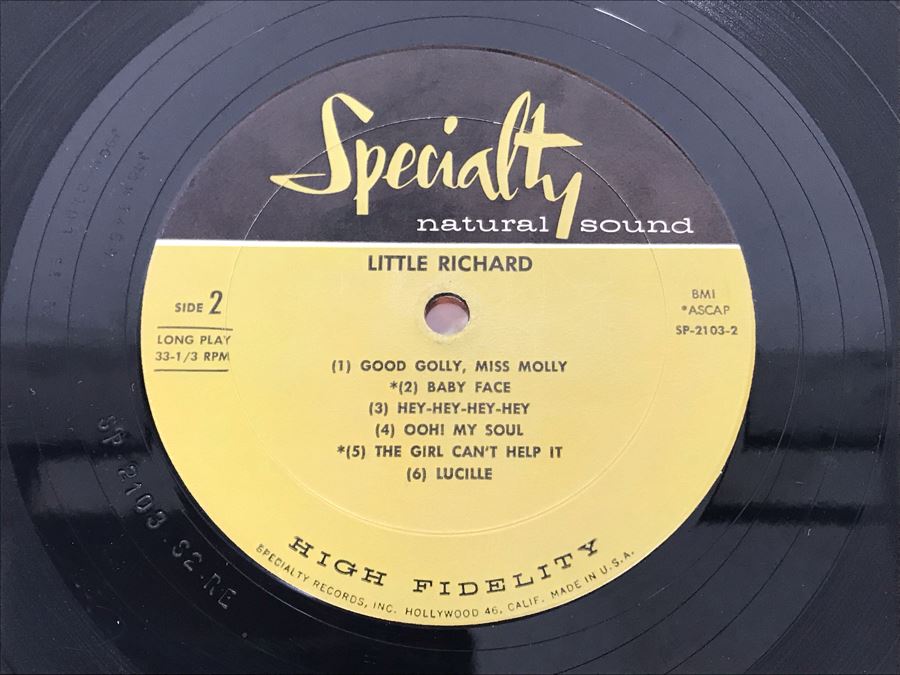 Specialty
natural sound
LITTLE RICHARD
SIDE 2
LONG PLAY
33-1/3 RPM
BMI
*ASCAP
SP-2103-2
(1) GOOD GOLLY, MISS MOLLY
*(2) BABY FACE
(3) HEY-HEY-HEY-HEY
(4) OOH! MY SOUL
*(5) THE GIRL CAN'T HELP IT
(6) LUCILLE
HIGH FIDELITY
SPECIALTY RECORDS, INC. HOLLYWOOD 46, CALIF. MADE IN U.S.A.
SP. 2103 S2 RE